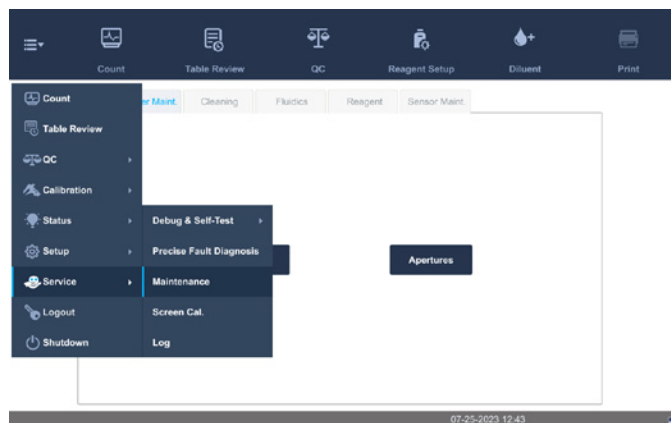 Count
Table Review
QC
Reagent Setup
Diluent
Print
Count
Table Review
QC
Calibration
Status
Setup
Service
Logout
Shutdown
Debug & Self-Test
Precise Fault Diagnosis
Maintenance
Screen Cal.
Log
Maint.
Cleaning
Fluidics
Reagent
Sensor Maint.
Apertures
07-25-2023 12:43